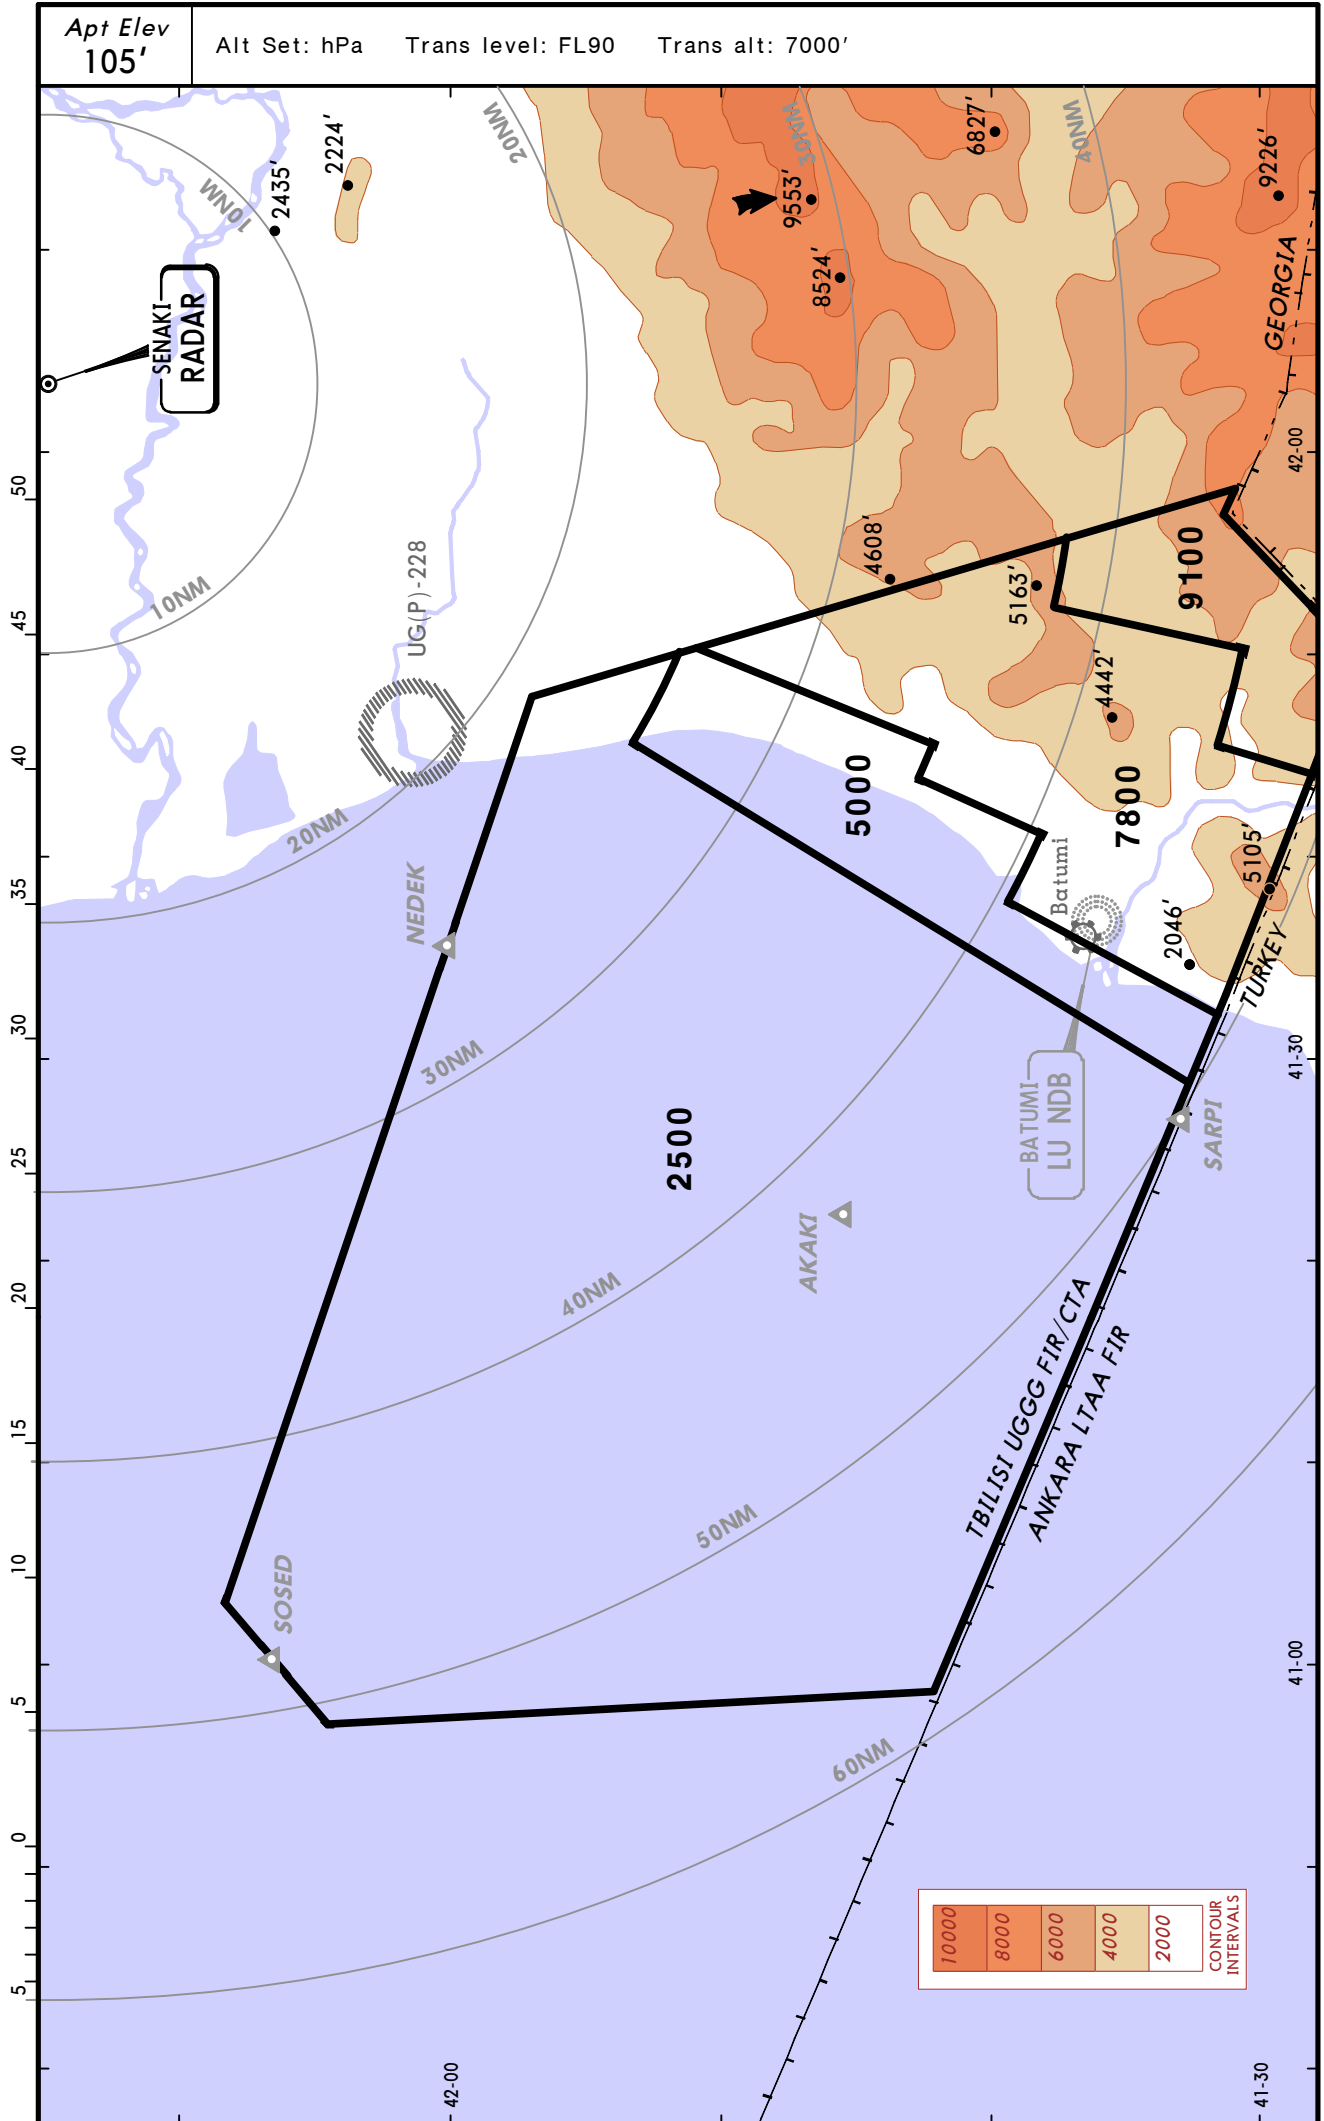 Apt Elev
105'
Alt Set: hPa Trans level: FL90 Trans alt: 7000'
10NM
2435'
2224'
20NM
30NM
9553'
8524'
6827'
40NM
9226'
GEORGIA
SENAKI
RADAR
42-00
50
45
40
35
30
25
20
15
10
5
0
5
10NM
UG(P)-228
4608'
5163'
9100
4442'
20NM
NEDEK
5000
7800
Batumi
5105'
2046'
TURKEY
30NM
2500
BATUMI
LU NDB
41-30
SARPI
AKAKI
40NM
TBILISI UGGG FIR/CTA
ANKARA LTAA FIR
50NM
SOSED
41-00
60NM
10000
8000
6000
4000
2000
CONTOUR
INTERVALS
42-00
41-30